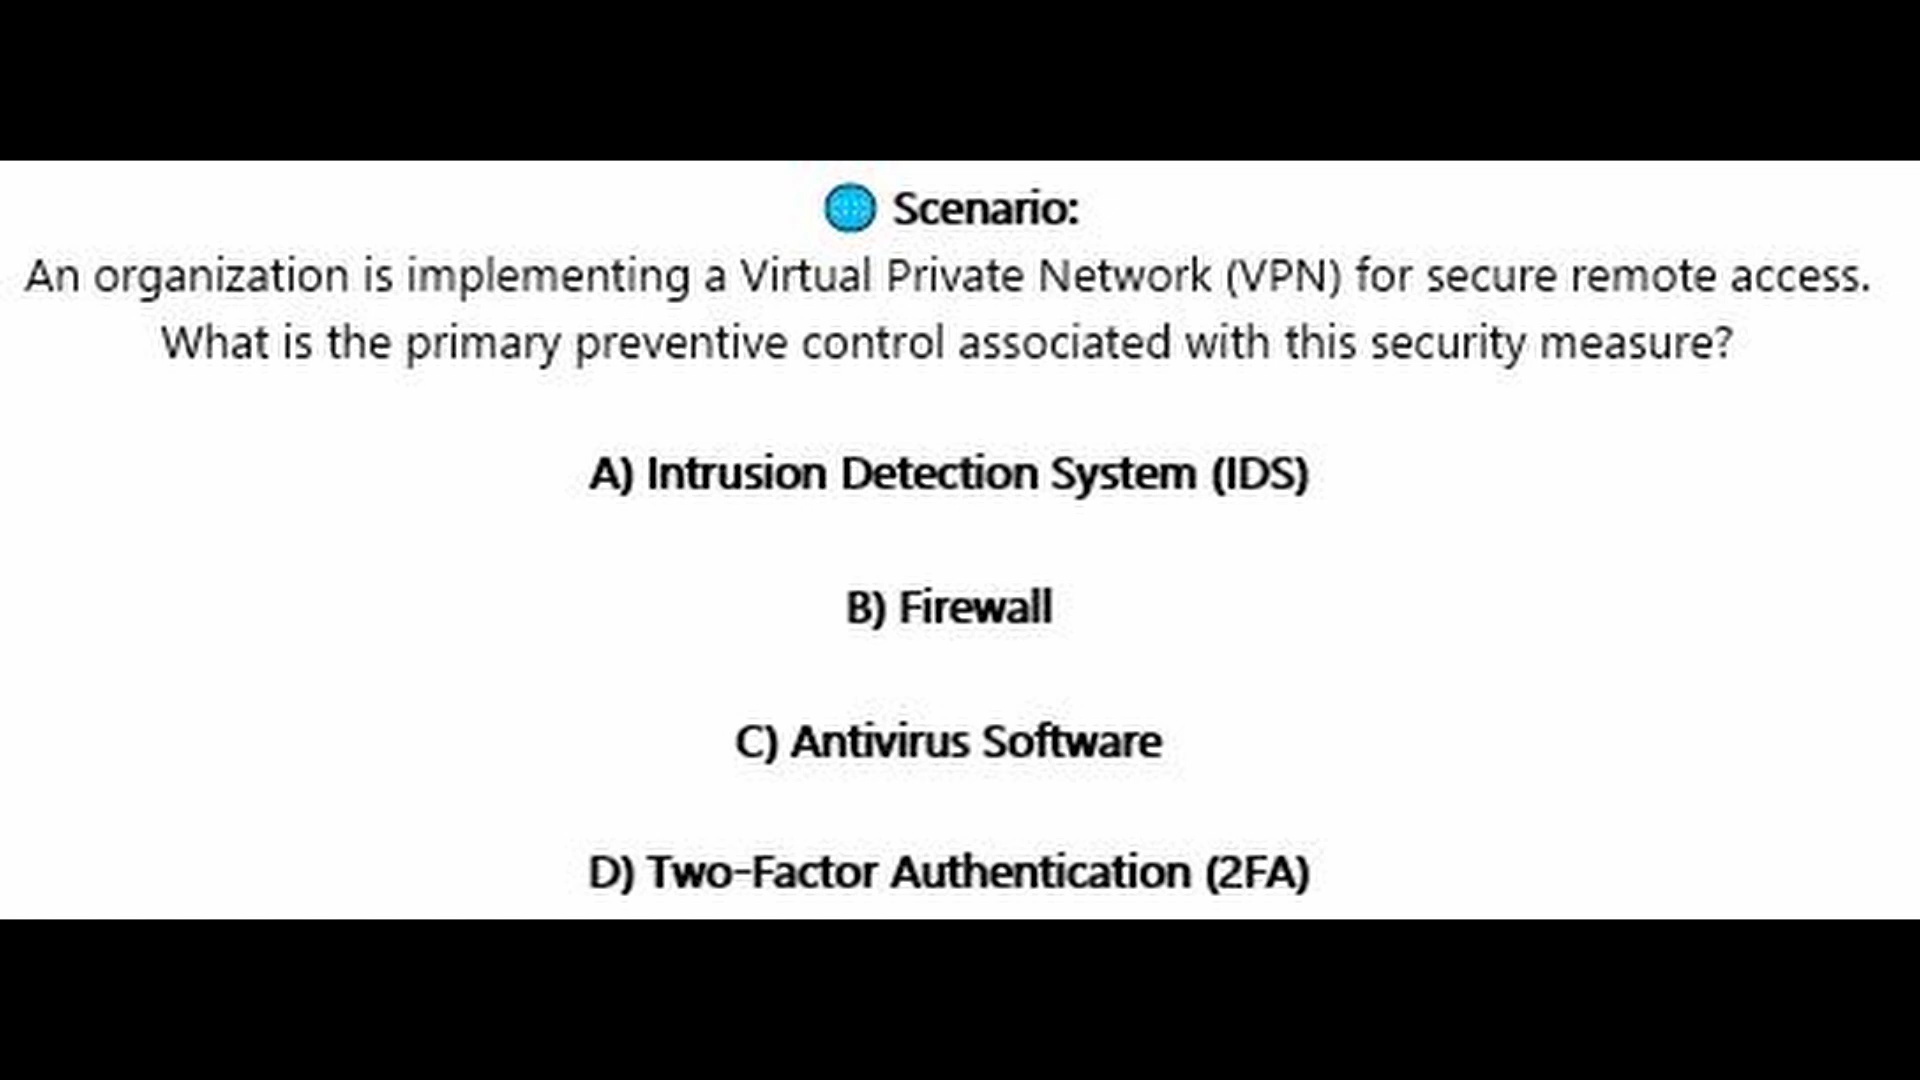 Scenario:
An organization is implementing a Virtual Private Network (VPN) for secure remote access.
What is the primary preventive control associated with this security measure?
A) Intrusion Detection System (IDS)
B) Firewall
C) Antivirus Software
D) Two-Factor Authentication (2FA)